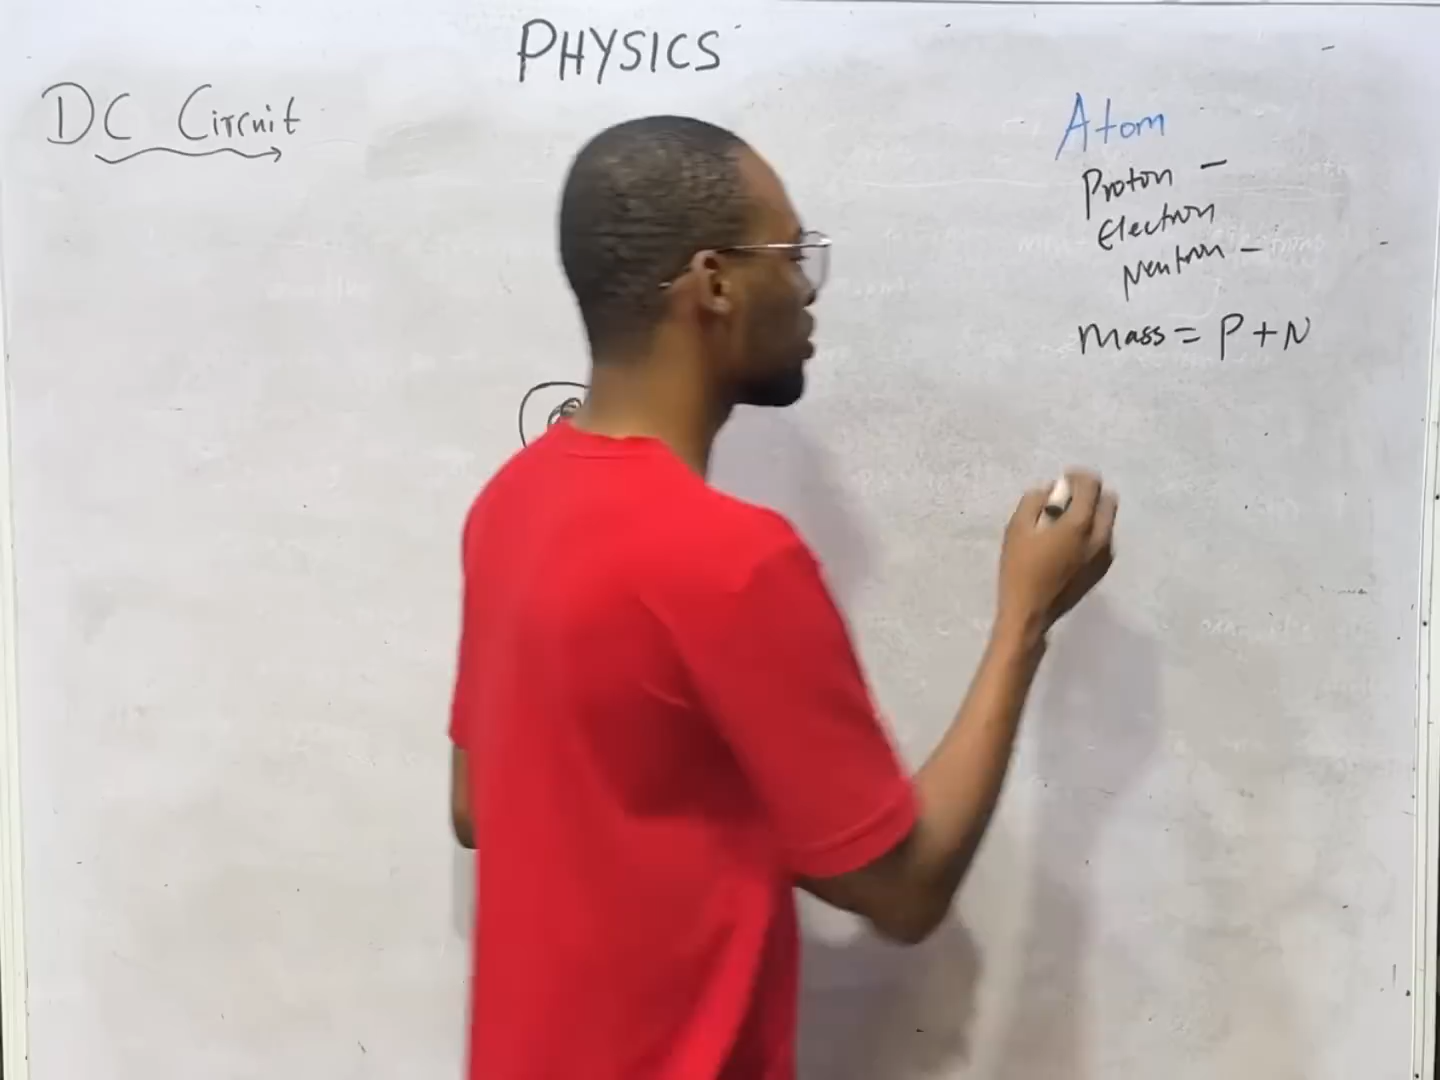 PHYSICS
DC Circuit
Atom
Proton -
Electron
Neutron -
Mass = P + N